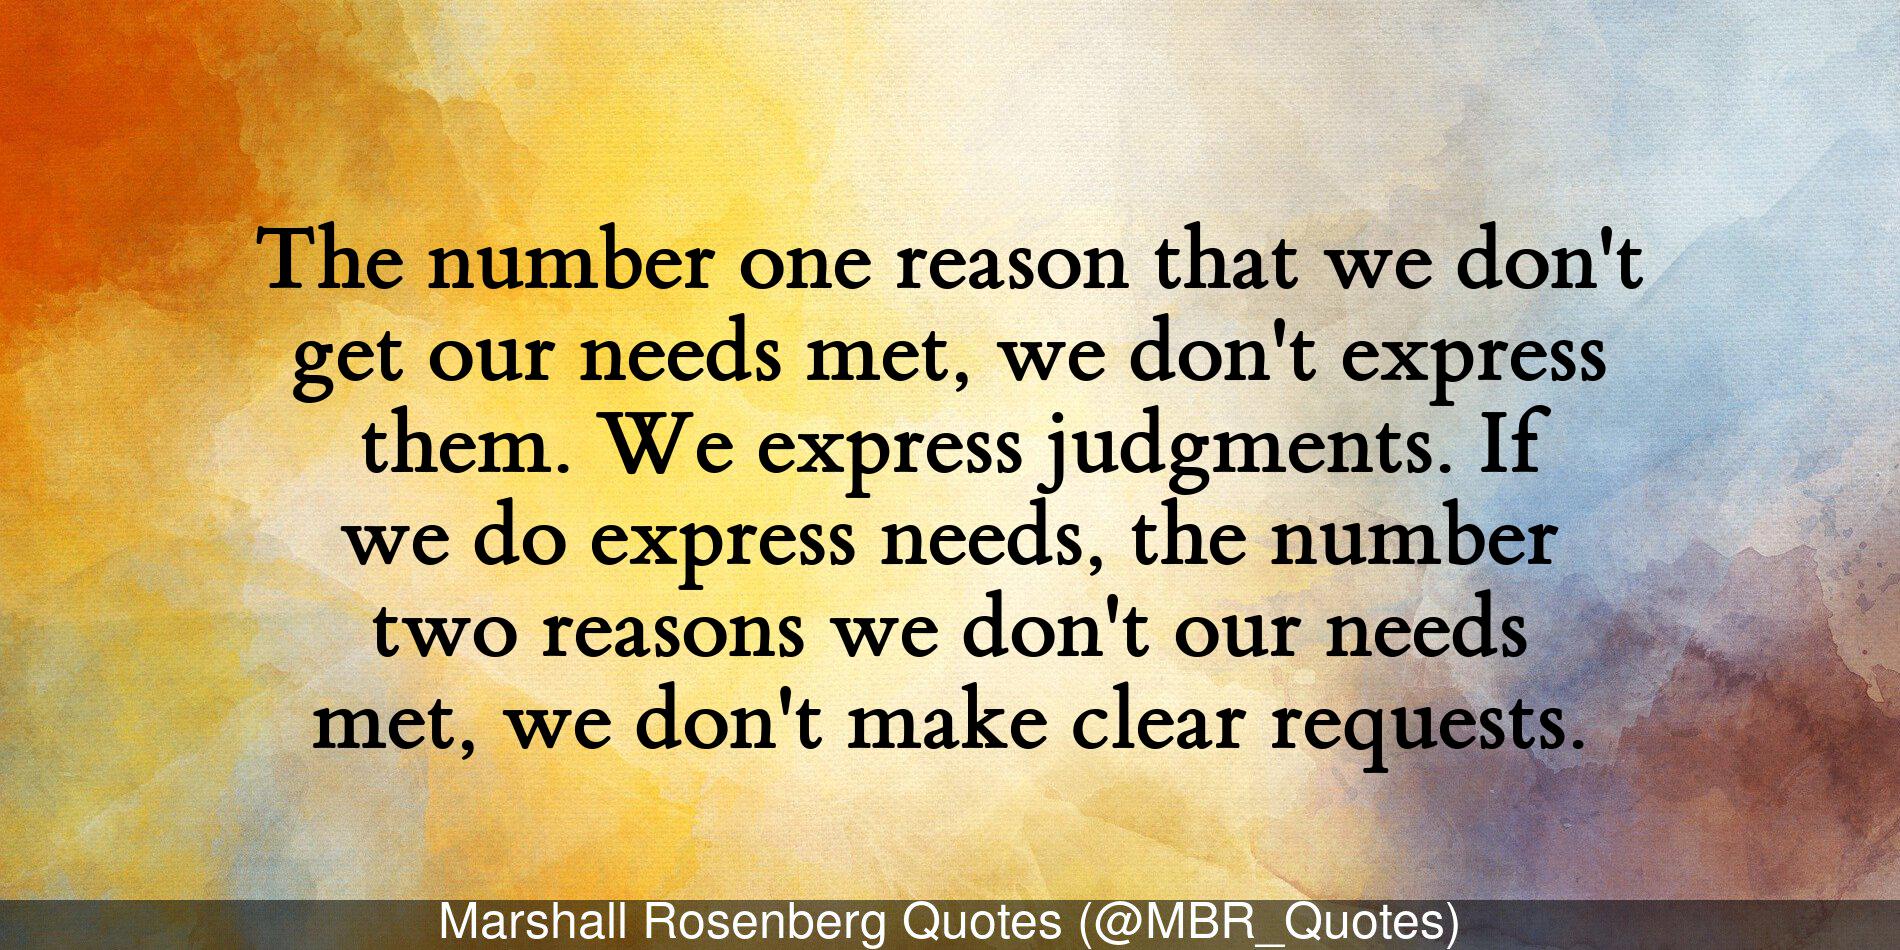 The number one reason that we don't
get our needs met, we don't express
them. We express judgments. If
we do express needs, the number
two reasons we don't our needs
met, we don't make clear requests.
Marshall Rosenberg Quotes (@MBR_Quotes)